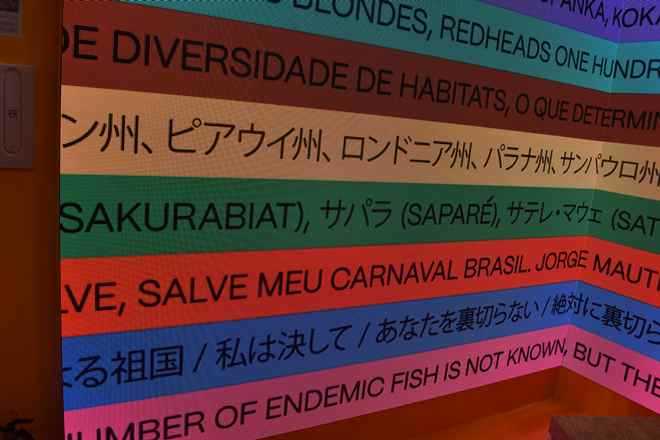 PANKA, KOKA
BLONDES, REDHEADS ONE HUNDR
DE DIVERSIDADE DE HABITATS, O QUE DETERMIN
ン州、ピアウイ州、ロンドニア州、パラナ州、サンパウロ州
SAKURABIAT), サパラ (SAPARÉ), サテレ・マウェ (SAT
LVE, SALVE MEU CARNAVAL BRASIL. JORGE MAUT
る祖国 / 私は決して / あなたを裏切らない / 絶対に裏切ら
NUMBER OF ENDEMIC FISH IS NOT KNOWN, BUT THE